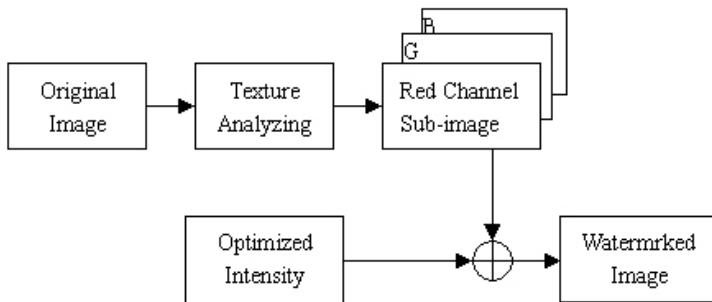 B
G
Original
Image
Texture
Analyzing
Red Channel
Sub-image
Optimized
Intensity
Watermrked
Image